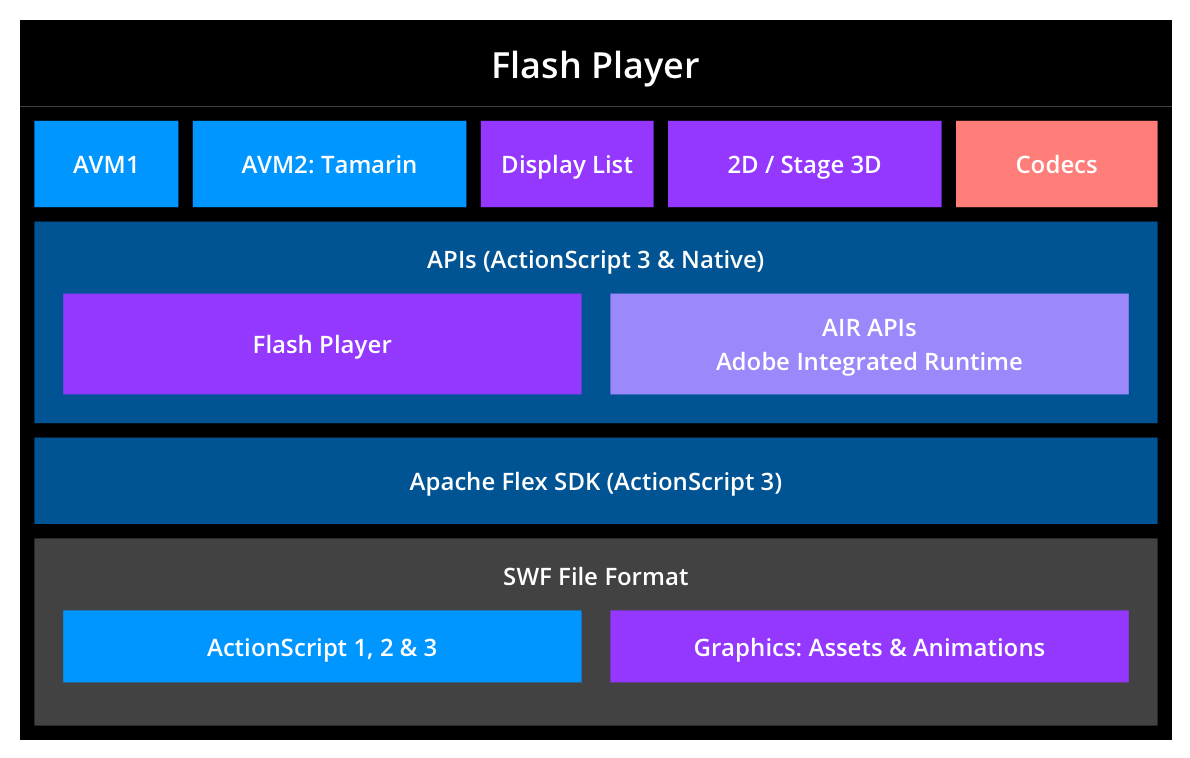 Flash Player
AVM1
AVM2: Tamarin
Display List
2D / Stage 3D
Codecs
APIs (ActionScript 3 & Native)
Flash Player
AIR APIs
Adobe Integrated Runtime
Apache Flex SDK (ActionScript 3)
SWF File Format
ActionScript 1, 2 & 3
Graphics: Assets & Animations